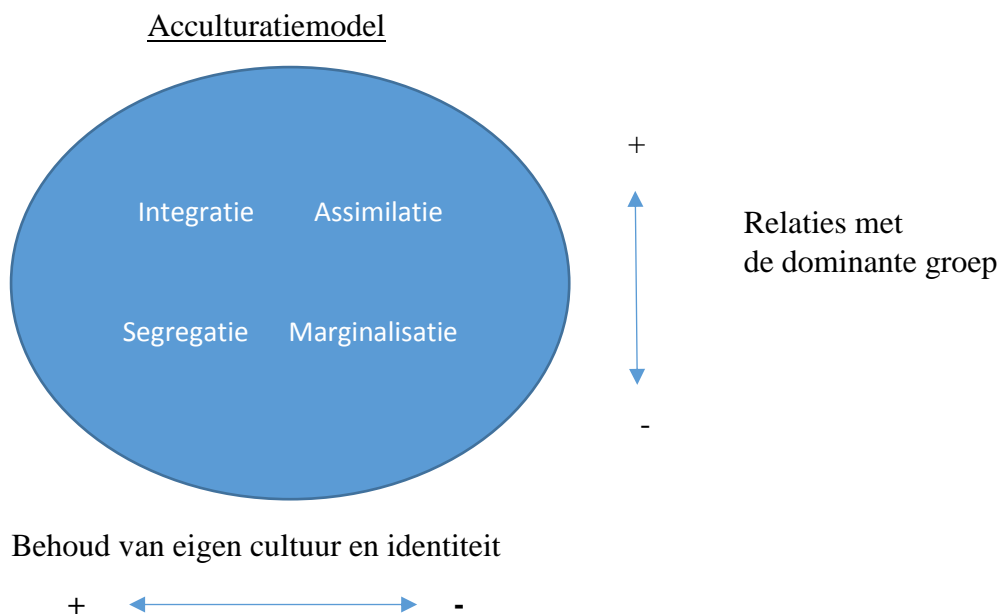 Acculturatiemodel
+
Integratie Assimilatie
Relaties met
de dominante groep
Segregatie Marginalisatie
-
Behoud van eigen cultuur en identiteit
+ -